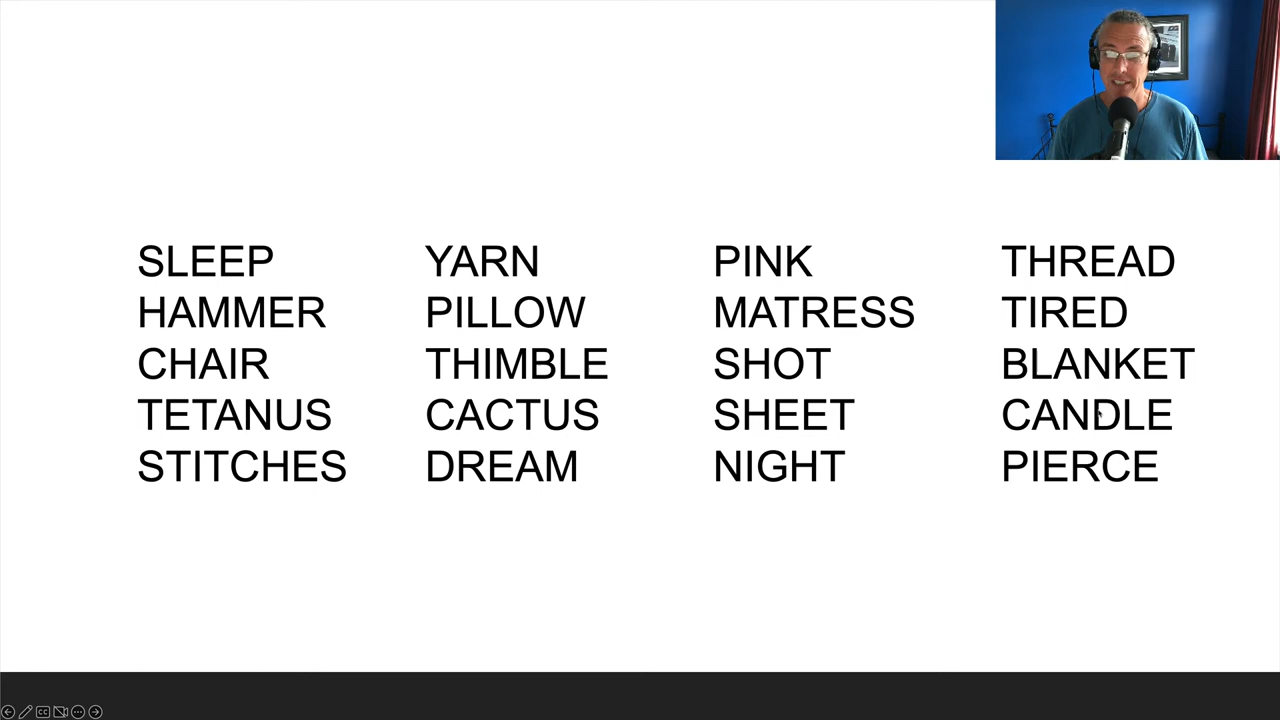 SLEEP YARN PINK THREAD
HAMMER PILLOW MATRESS TIRED
CHAIR THIMBLE SHOT BLANKET
TETANUS CACTUS SHEET CANDLE
STITCHES DREAM NIGHT PIERCE